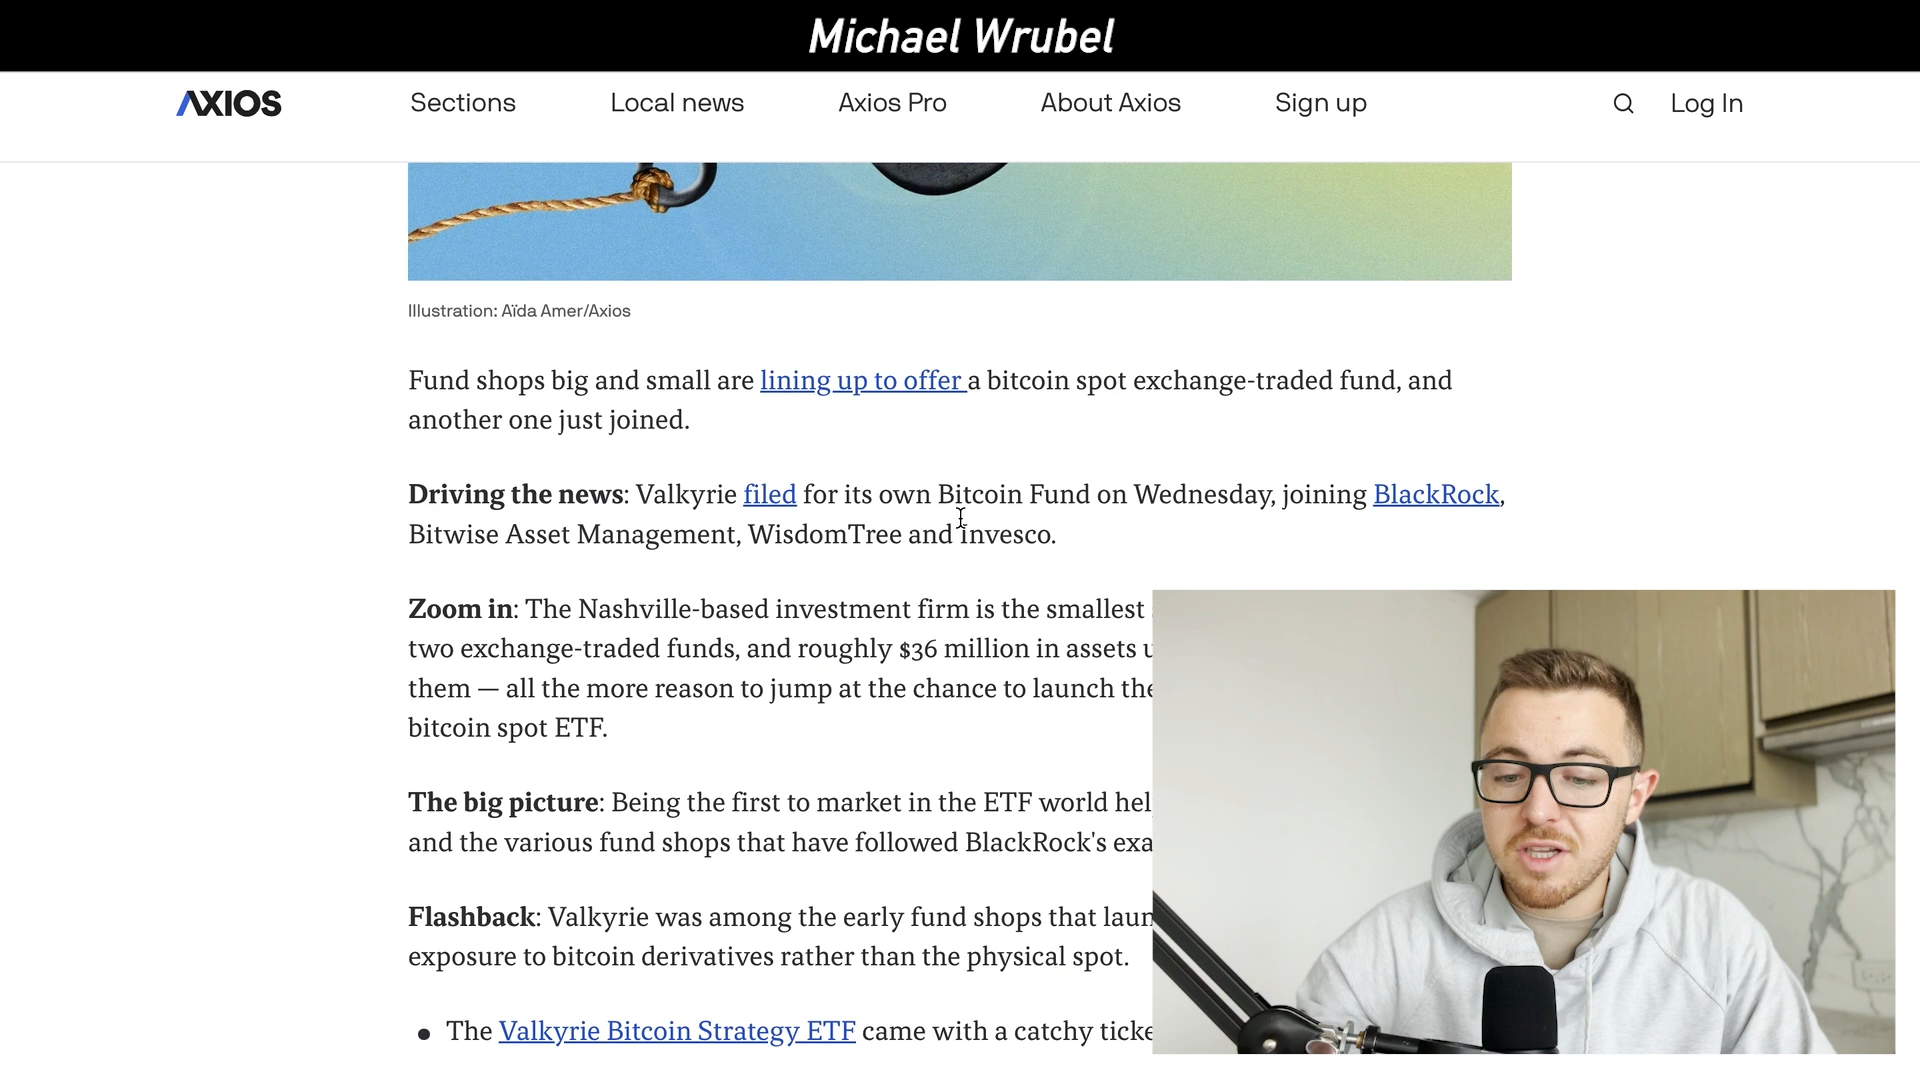 Michael Wrubel
AXIOS
Sections
Local news
Axios Pro
About Axios
Sign up
Log In
Illustration: Aïda Amer/Axios
Fund shops big and small are lining up to offer a bitcoin spot exchange-traded fund, and
another one just joined.
Driving the news: Valkyrie filed for its own Bitcoin Fund on Wednesday, joining BlackRock,
Bitwise Asset Management, WisdomTree and invesco.
Zoom in: The Nashville-based investment firm is the smallest
two exchange-traded funds, and roughly $36 million in assets
them — all the more reason to jump at the chance to launch
bitcoin spot ETF.
The big picture: Being the first to market in the ETF world
and the various fund shops that have followed BlackRock's
Flashback: Valkyrie was among the early fund shops that
exposure to bitcoin derivatives rather than the physical spot.
• The Valkyrie Bitcoin Strategy ETF came with a catchy